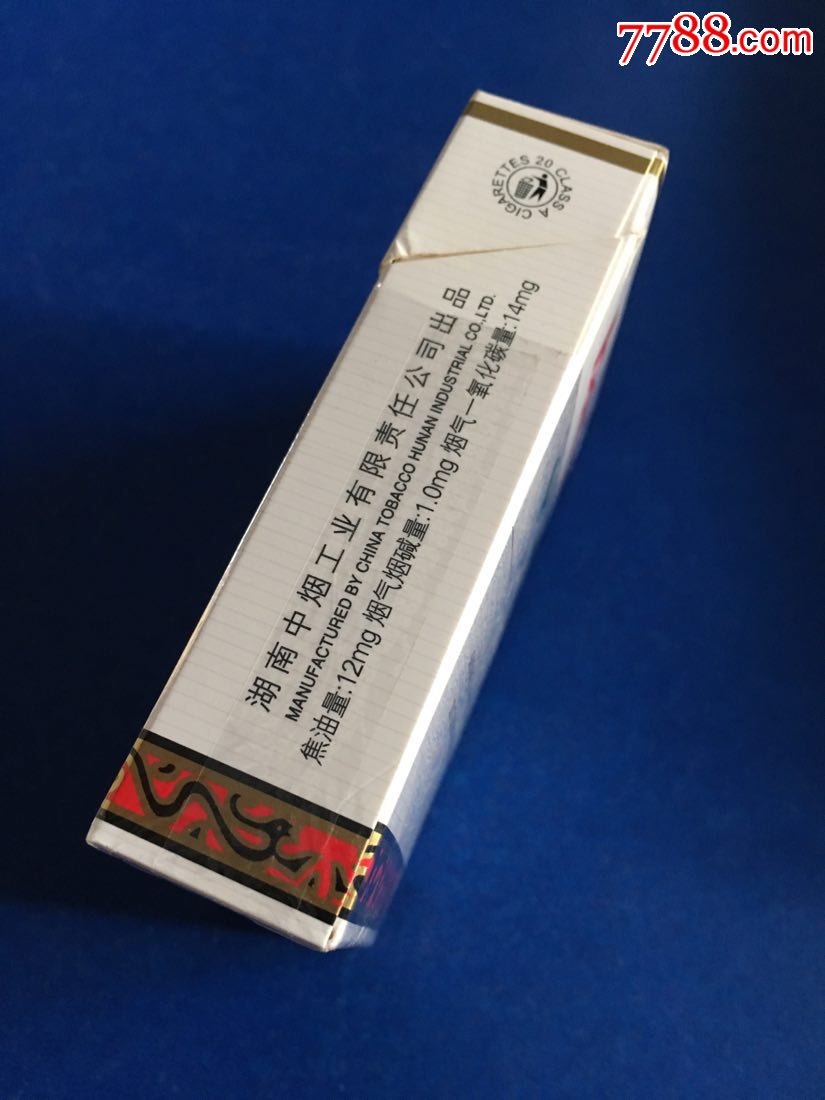 7788.com
CIGARETTES 20 CLASS A
湖南中烟工业有限责任公司出品
MANUFACTURED BY CHINA TOBACCO HUNAN INDUSTRIAL CO.,LTD.
焦油量:12mg 烟气烟碱量:1.0mg 烟气一氧化碳量:14mg